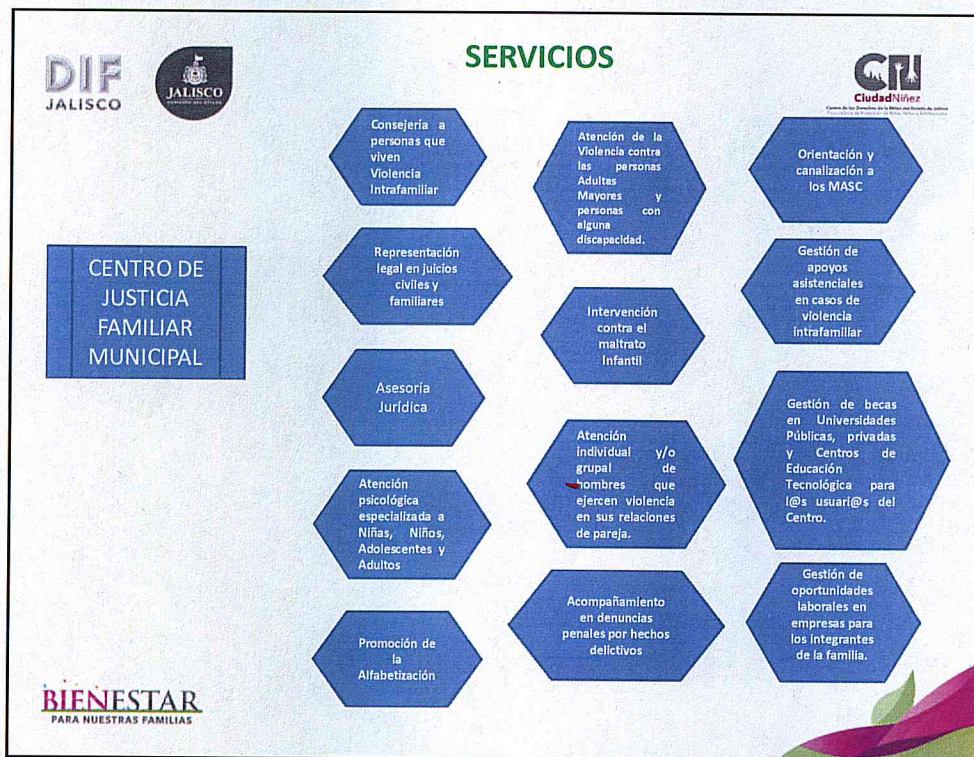 SERVICIOS
DIF
JALISCO
JALISCO
GOBIERNO DEL ESTADO
CN
CiudadNiñez
CENTRO DE
JUSTICIA
FAMILIAR
MUNICIPAL
Consejería a
personas que
viven
Violencia
Intrafamiliar
Representación
legal en juicios
civiles y
familiares
Asesoría
Jurídica
Atención
psicológica
especializada a
Niñas, Niños,
Adolescentes y
Adultos
Promoción de
la
Alfabetización
Atención de la
Violencia contra
las personas
Adultas
Mayores y
personas con
alguna
discapacidad.
Intervención
contra el
maltrato
Infantil
Atención
individual y/o
grupal de
hombres que
ejercen violencia
en sus relaciones
de pareja.
Acompañamiento
en denuncias
penales por hechos
delictivos
Orientación y
canalización a
los MASC
Gestión de
apoyos
asistenciales
en casos de
violencia
intrafamiliar
Gestión de becas
en Universidades
Públicas, privadas
y Centros de
Educación
Tecnológica para
l@s usuari@s del
Centro.
Gestión de
oportunidades
laborales en
empresas para
los integrantes
de la familia.
BIENESTAR
PARA NUESTRAS FAMILIAS